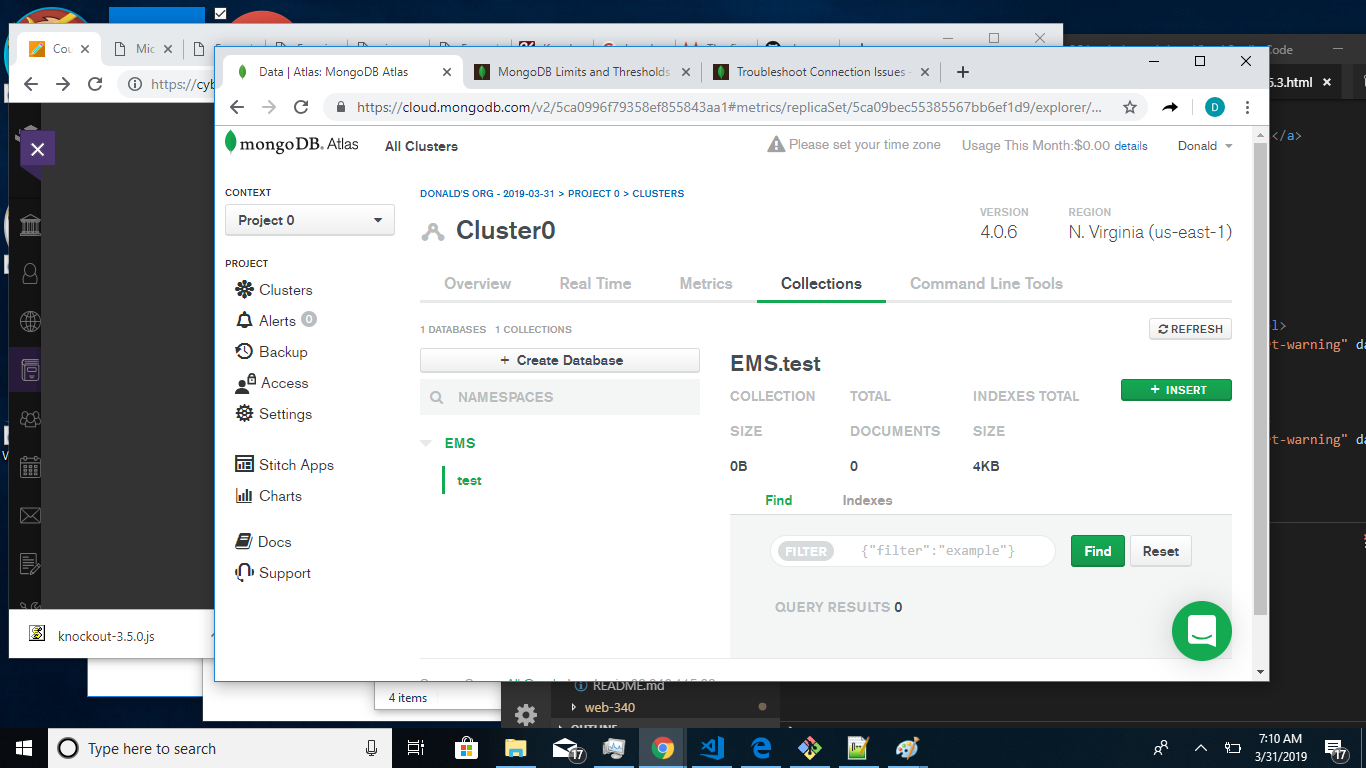 Cou
Mic
Code
5.3.html
Data | Atlas: MongoDB Atlas
MongoDB Limits and Thresholds
Troubleshoot Connection Issues
https://cyb
https://cloud.mongodb.com/v2/5ca0996f79358ef855843aa1#metrics/replicaSet/5ca09bec55385567bb6ef1d9/explorer/...
D
</a>
mongoDB. Atlas
All Clusters
Please set your time zone
Usage This Month:$0.00 details
Donald
CONTEXT
Project 0
PROJECT
Clusters
Alerts 0
Backup
Access
Settings
Stitch Apps
Charts
Docs
Support
DONALD'S ORG - 2019-03-31 > PROJECT 0 > CLUSTERS
Cluster0
VERSION
4.0.6
REGION
N. Virginia (us-east-1)
Overview
Real Time
Metrics
Collections
Command Line Tools
1 DATABASES 1 COLLECTIONS
REFRESH
+ Create Database
NAMESPACES
EMS
test
EMS.test
+ INSERT
COLLECTION SIZE
0B
TOTAL DOCUMENTS
0
INDEXES TOTAL SIZE
4KB
Find
Indexes
FILTER
{"filter":"example"}
Find
Reset
QUERY RESULTS 0
l>
t-warning" da
t-warning" da
knockout-3.5.0.js
4 items
README.md
web-340
OUTLINE
Type here to search
17
7:10 AM
3/31/2019
17